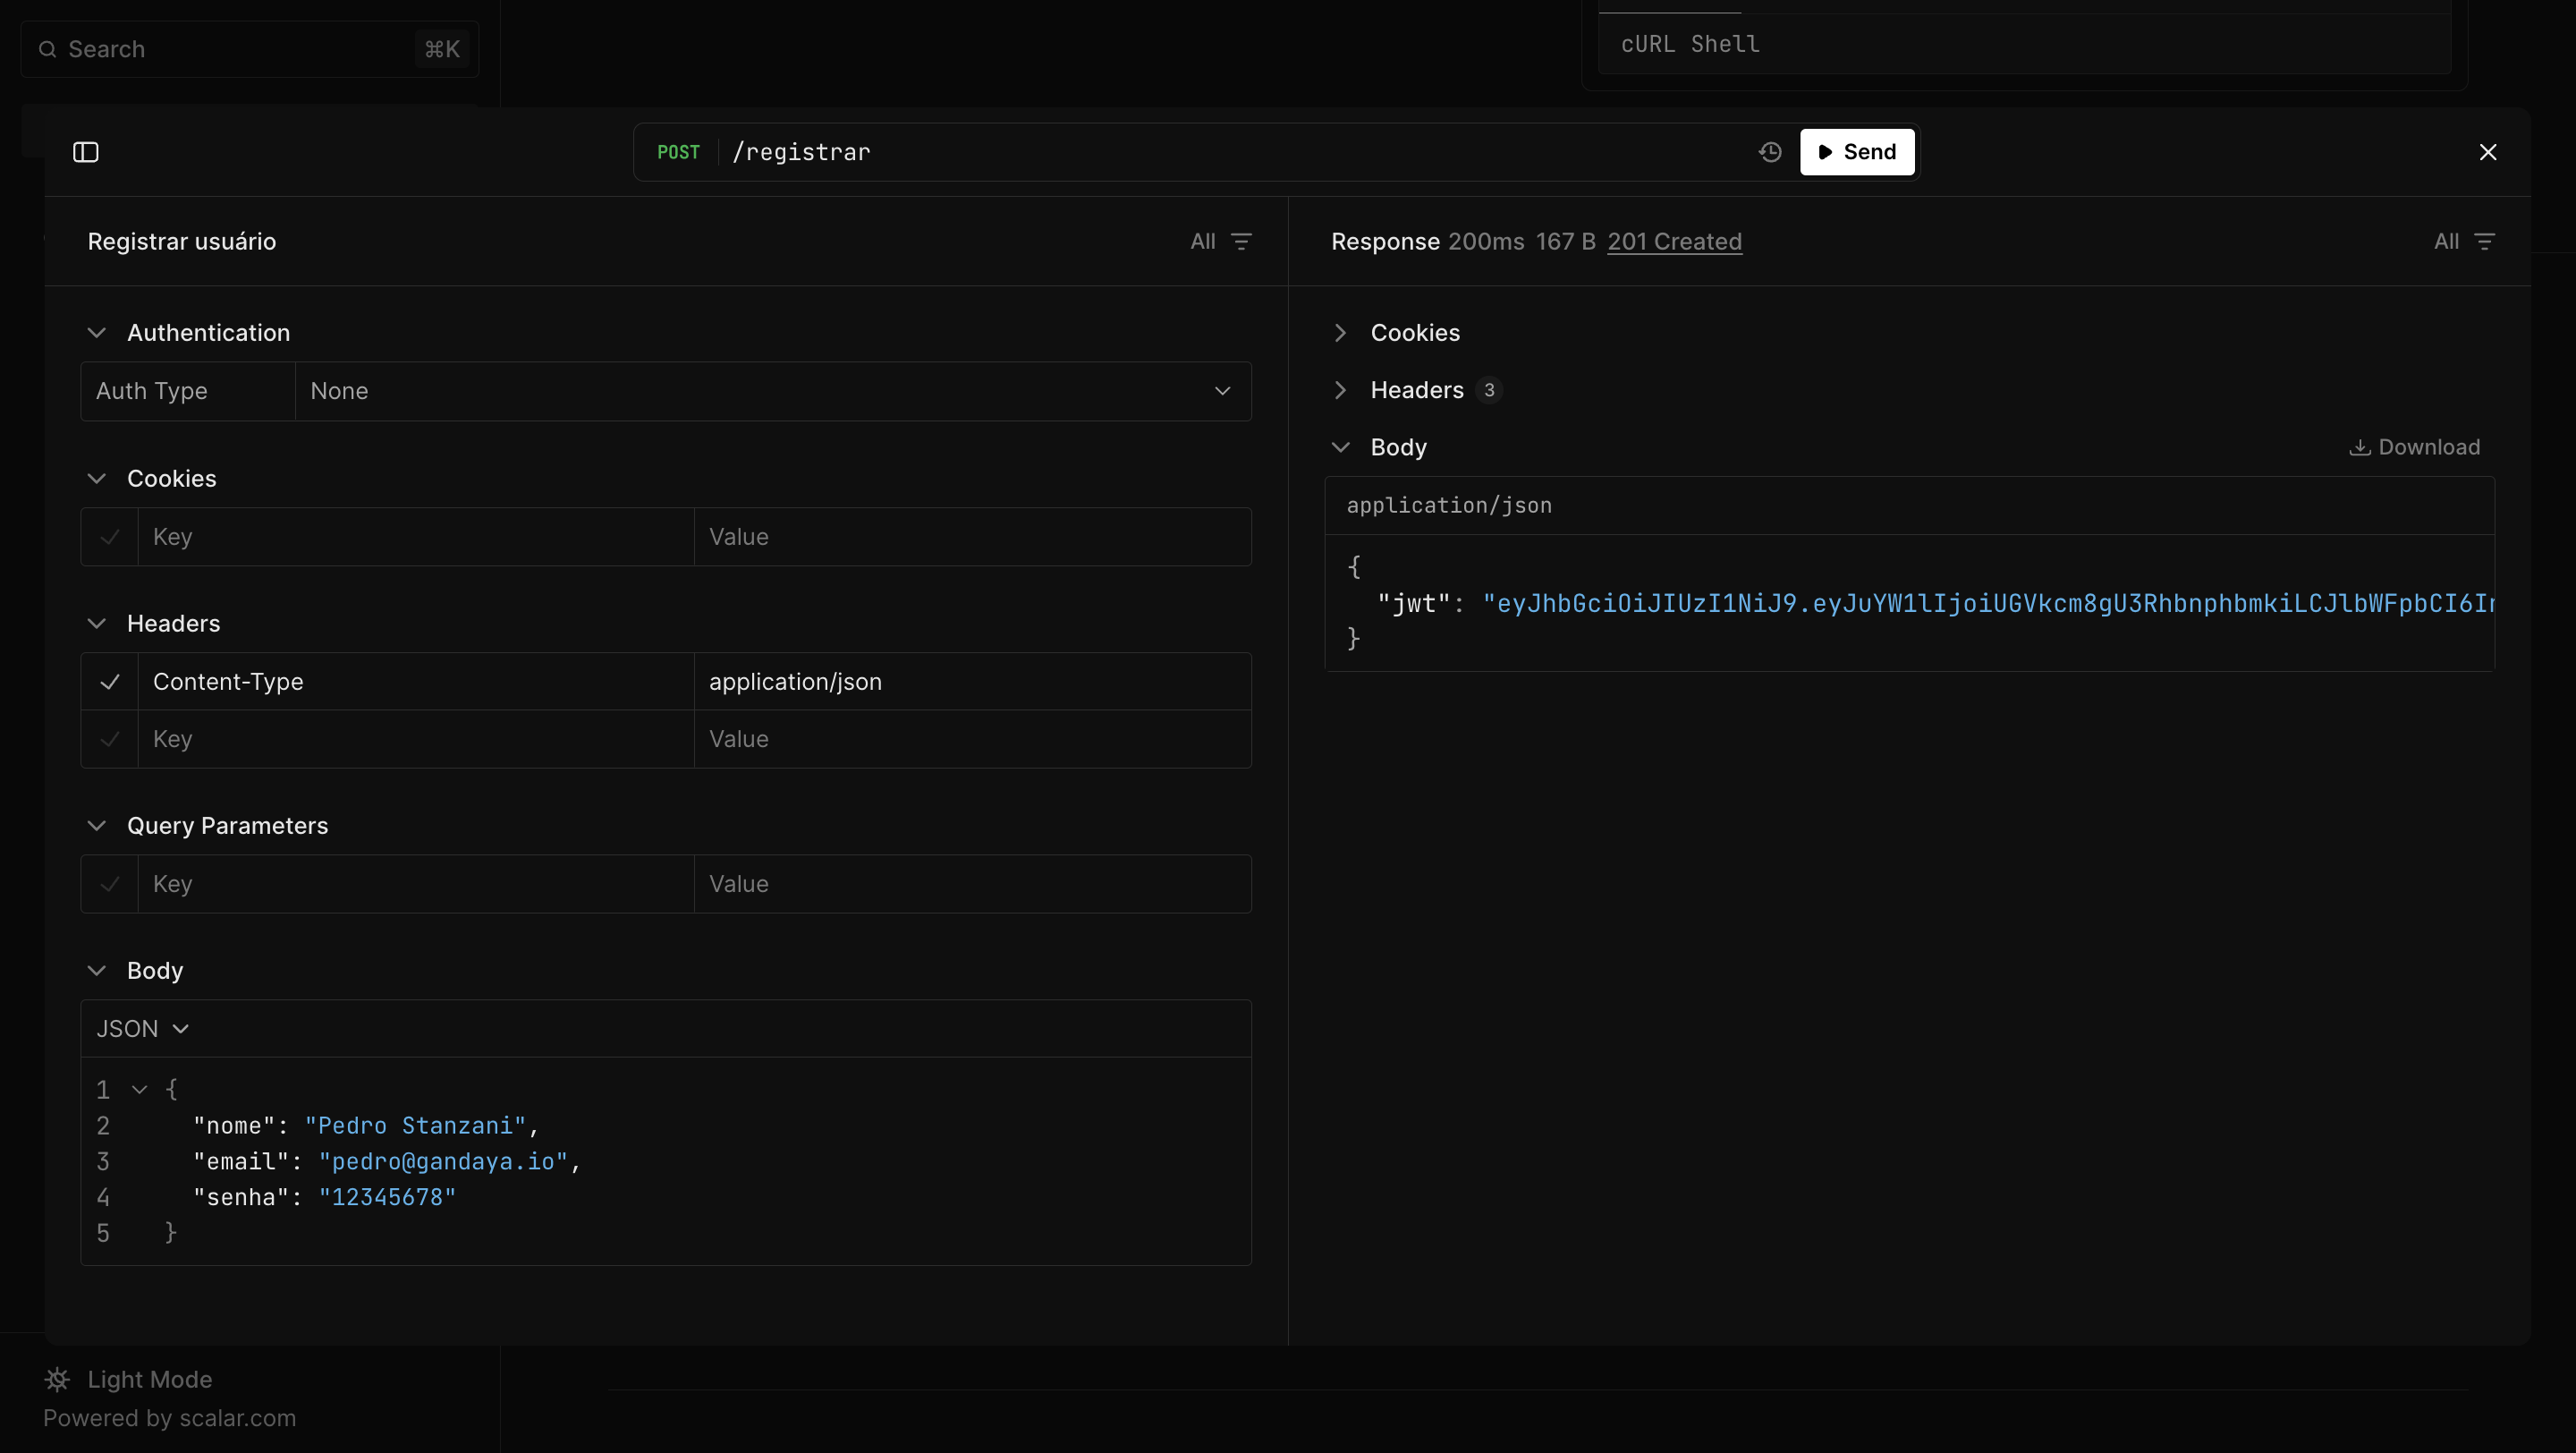 Search ⌘K
cURL Shell
POST /registrar
Send
Registrar usuário
All
Authentication
Auth Type None
Cookies
Key Value
Headers
Content-Type application/json
Key Value
Query Parameters
Key Value
Body
JSON
1 {
2 "nome": "Pedro Stanzani",
3 "email": "pedro@gandaya.io",
4 "senha": "12345678"
5 }
Response 200ms 167 B 201 Created
All
Cookies
Headers 3
Body
Download
application/json
{
"jwt": "eyJhbGciOiJIUzI1NiJ9.eyJuYW1lIjoiUGVkcm8gU3RhbnphbmkiLCJlbWFpbCI6I
}
Light Mode
Powered by scalar.com